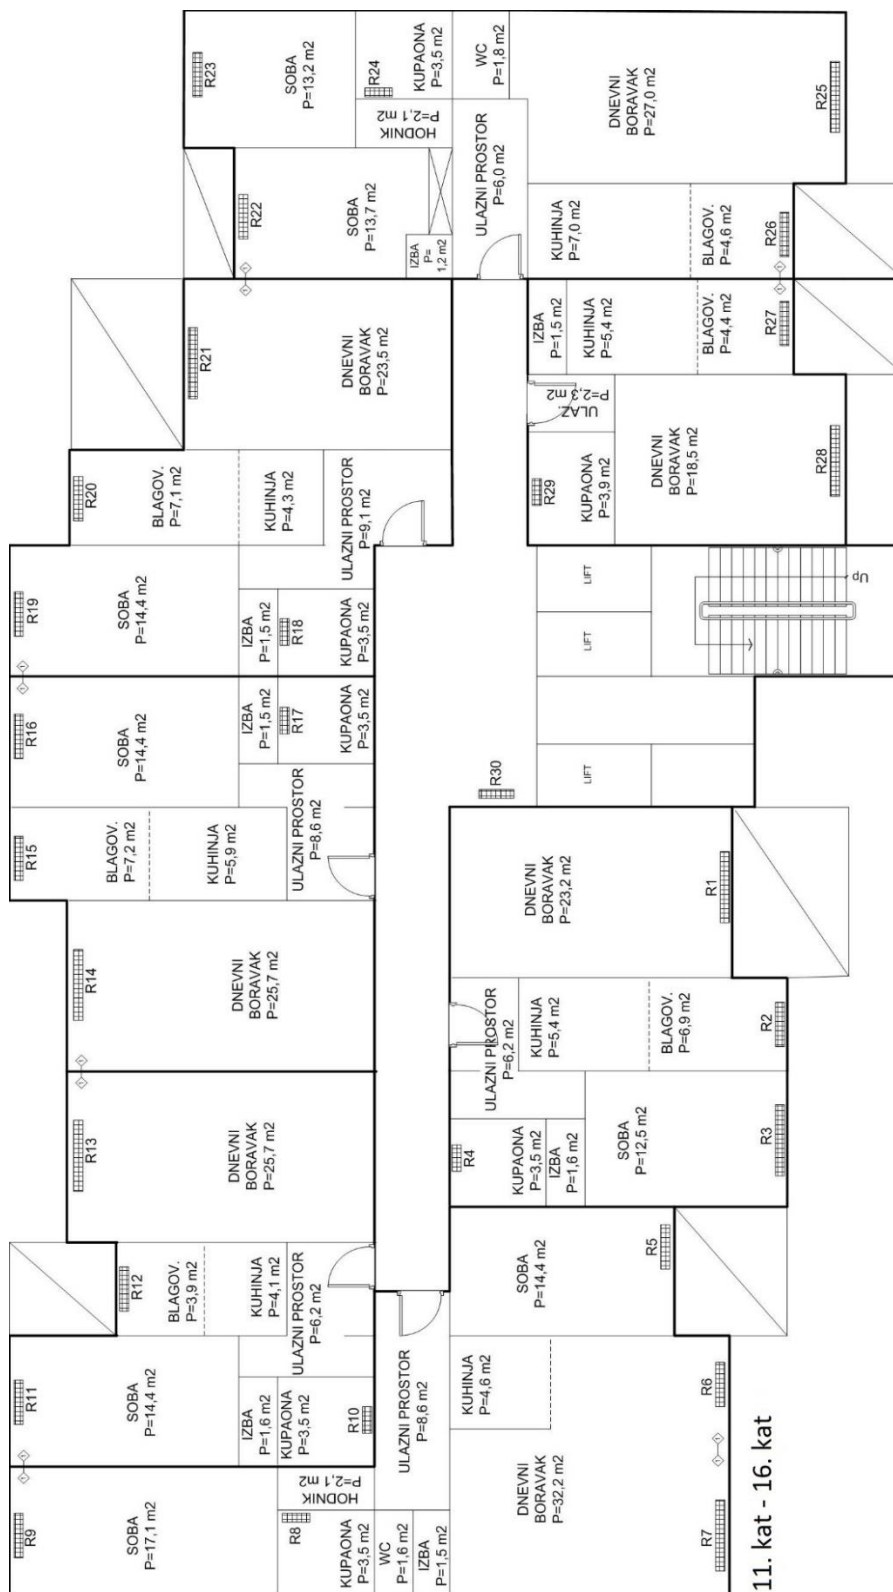 SOBA
P=13,2 m2
R23
KUPAONA
P=3,5 m2
R24
WC
P=1,8 m2
HODNIK
P=2,1 m2
DNEVNI
BORAVAK
P=27,0 m2
R25
ULAZNI PROSTOR
P=6,0 m2
SOBA
P=13,7 m2
R22
IZBA
P=
1,2 m2
KUHINJA
P=7,0 m2
BLAGOV.
P=4,6 m2
R26
DNEVNI
BORAVAK
P=23,5 m2
R21
IZBA
P=1,5 m2
KUHINJA
P=5,4 m2
BLAGOV.
P=4,4 m2
R27
ULAZ.
P=2,3 m2
KUPAONA
P=3,9 m2
R29
DNEVNI
BORAVAK
P=18,5 m2
R28
BLAGOV.
P=7,1 m2
R20
KUHINJA
P=4,3 m2
ULAZNI PROSTOR
P=9,1 m2
SOBA
P=14,4 m2
R19
IZBA
P=1,5 m2
R18
KUPAONA
P=3,5 m2
LIFT
LIFT
Up
SOBA
P=14,4 m2
R16
IZBA
P=1,5 m2
R17
KUPAONA
P=3,5 m2
LIFT
R30
BLAGOV.
P=7,2 m2
R15
KUHINJA
P=5,9 m2
ULAZNI PROSTOR
P=8,6 m2
DNEVNI
BORAVAK
P=23,2 m2
R1
DNEVNI
BORAVAK
P=25,7 m2
R14
ULAZNI PROSTOR
P=6,2 m2
KUHINJA
P=5,4 m2
BLAGOV.
P=6,9 m2
R2
DNEVNI
BORAVAK
P=25,7 m2
R13
R4
KUPAONA
P=3,5 m2
IZBA
P=1,6 m2
SOBA
P=12,5 m2
R3
R12
BLAGOV.
P=3,9 m2
KUHINJA
P=4,1 m2
ULAZNI PROSTOR
P=6,2 m2
SOBA
P=14,4 m2
R5
SOBA
P=14,4 m2
R11
IZBA
P=1,6 m2
KUPAONA
P=3,5 m2
R10
ULAZNI PROSTOR
P=8,6 m2
KUHINJA
P=4,6 m2
R6
SOBA
P=17,1 m2
R9
HODNIK
P=2,1 m2
R8
KUPAONA
P=3,5 m2
WC
P=1,6 m2
IZBA
P=1,5 m2
DNEVNI
BORAVAK
P=32,2 m2
R7
11. kat - 16. kat